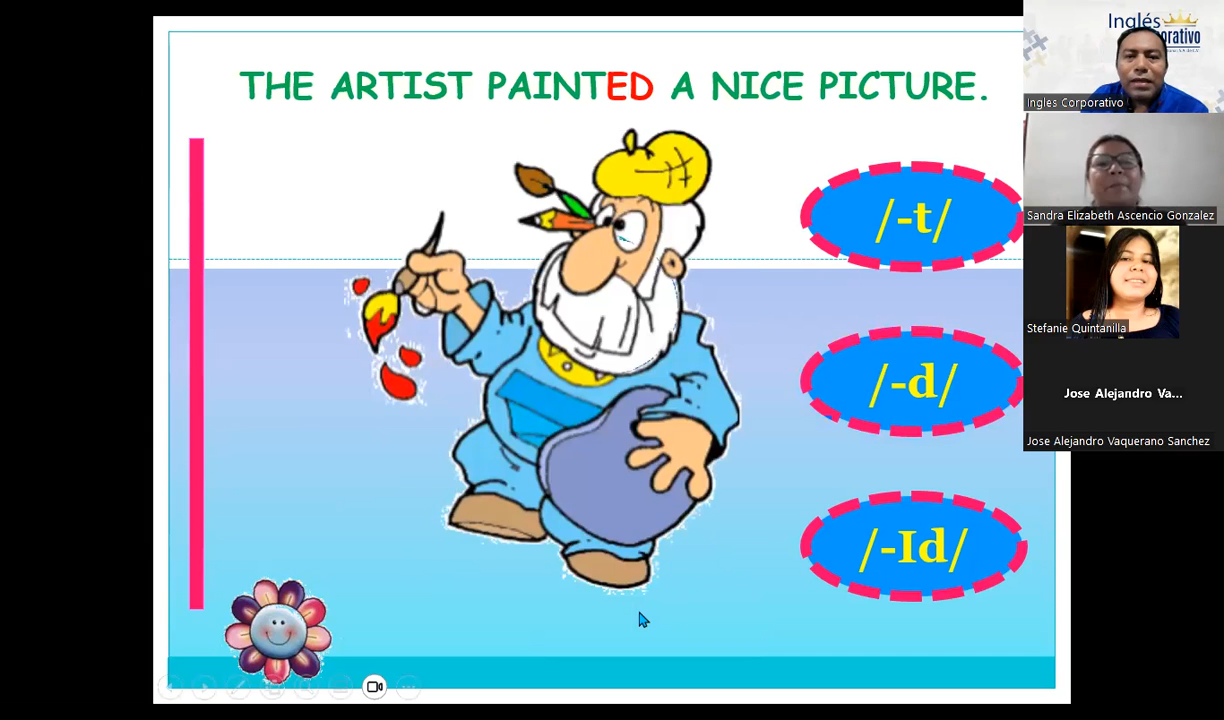 THE ARTIST PAINTED A NICE PICTURE.
/-t/
/-d/
/-Id/
Inglés
Ingles Corporativo
Sandra Elizabeth Ascencio Gonzalez
Stefanie Quintanilla
Jose Alejandro Va...
Jose Alejandro Vaquerano Sanchez